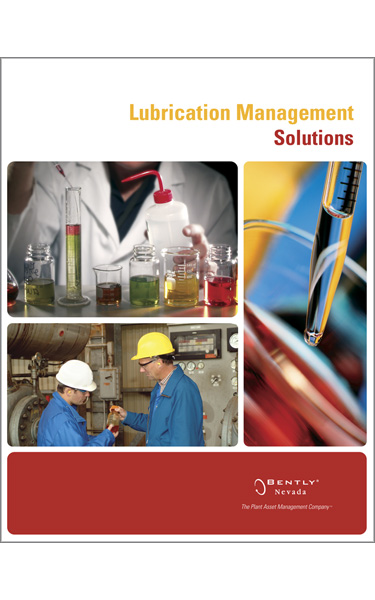 Lubrication Management
Solutions
BENTLY®
Nevada
The Plant Asset Management Company™